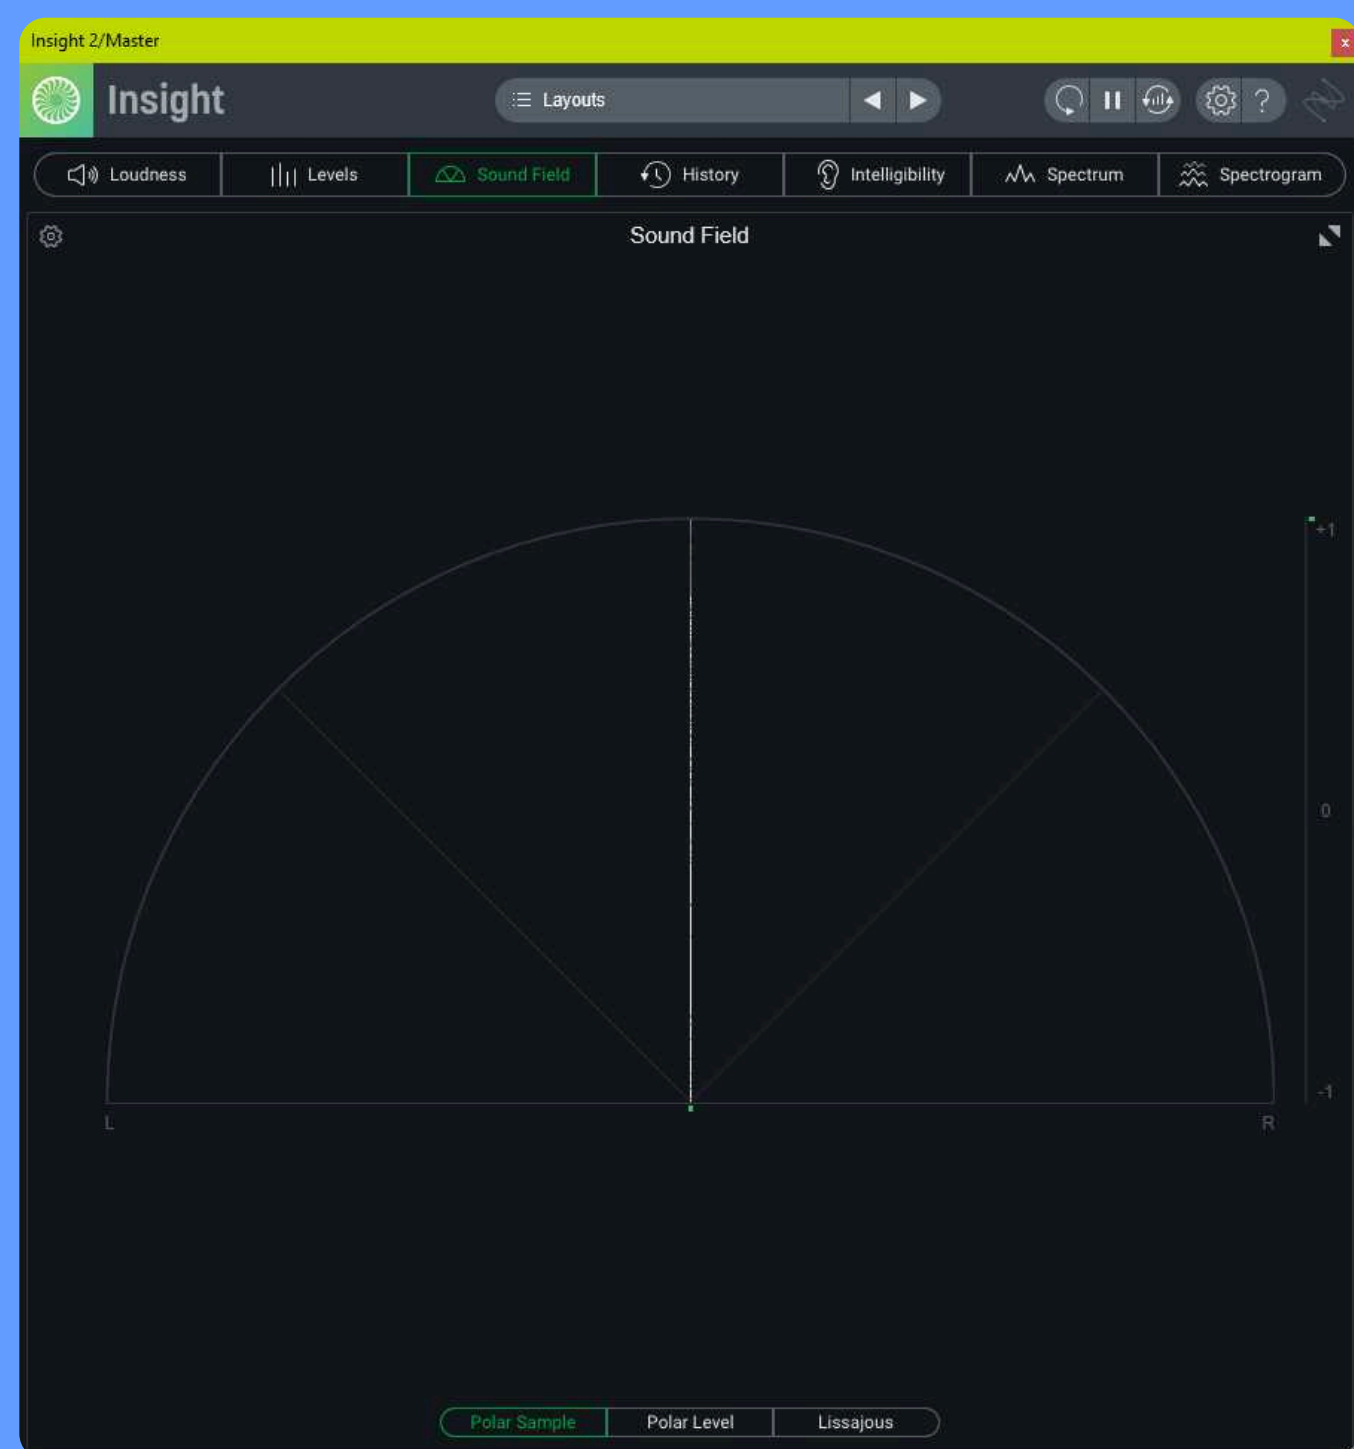 Insight 2/Master
x
Insight
Layouts
?
Loudness
Levels
Sound Field
History
Intelligibility
Spectrum
Spectrogram
Sound Field
+1
0
-1
L
R
Polar Sample
Polar Level
Lissajous